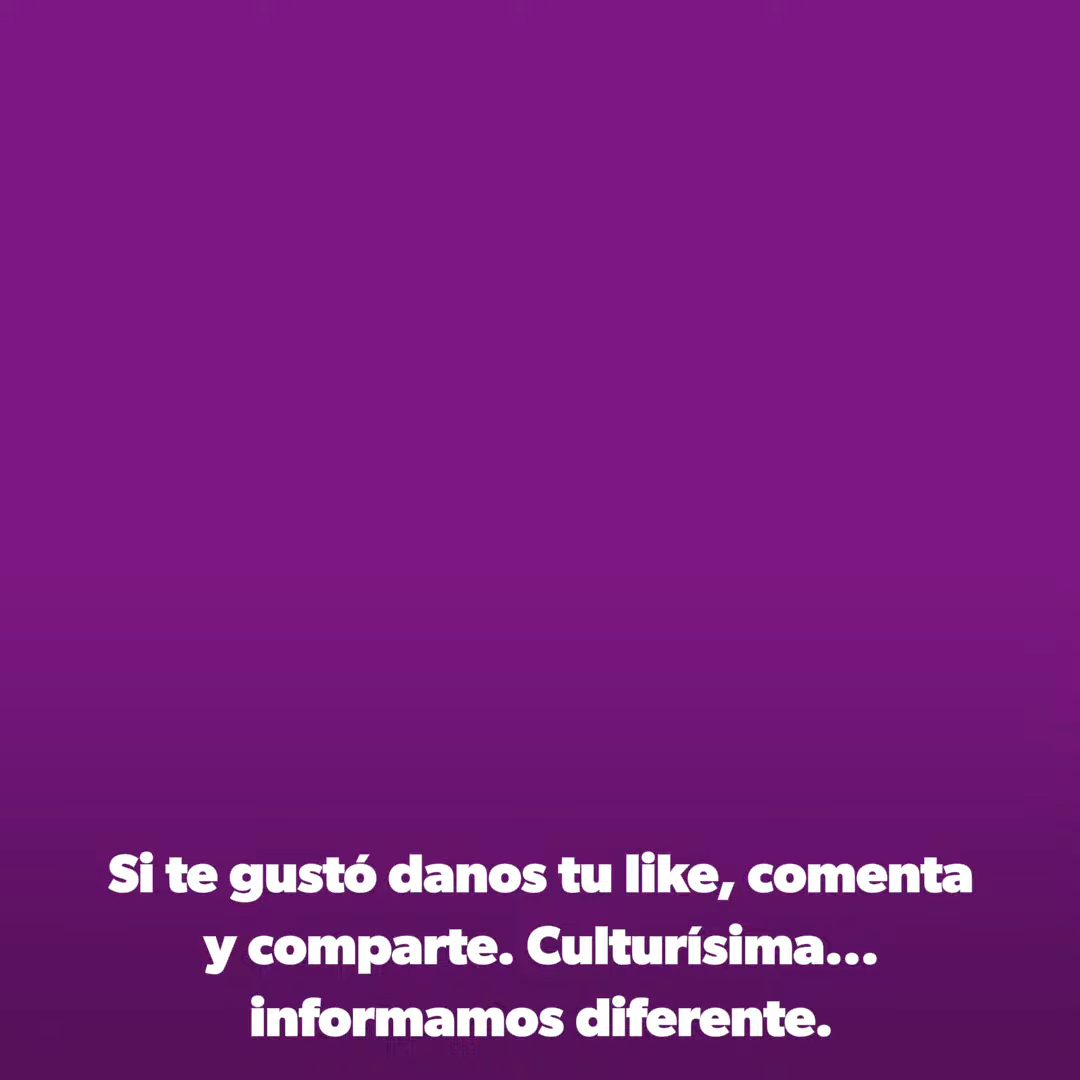 Si te gustó danos tu like, comenta
y comparte. Culturísima...
informamos diferente.